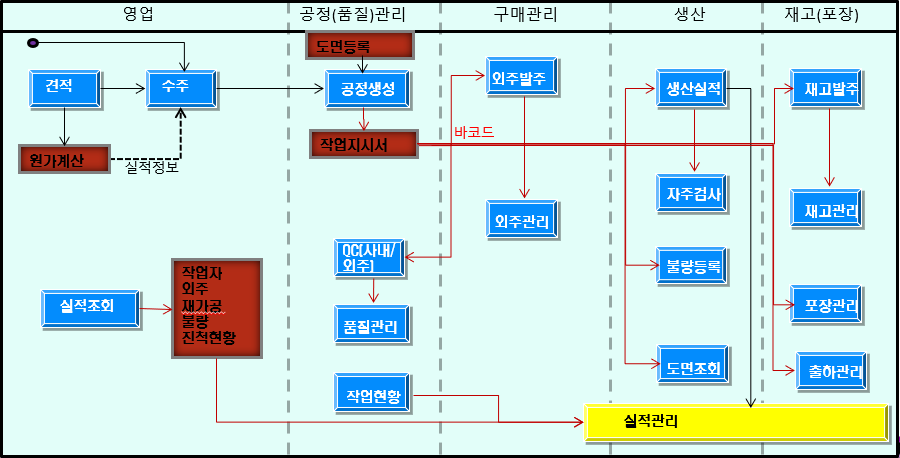 영업
공정(품질)관리
구매관리
생산
재고(포장)
도면등록
견적
수주
공정생성
외주발주
생산실적
재고발주
바코드
작업지시서
원가계산
실적정보
자주검사
재고관리
외주관리
QC(사내/
외주)
불량등록
작업자
외주
재가공
불량
진척현황
실적조회
품질관리
포장관리
도면조회
출하관리
작업현황
실적관리